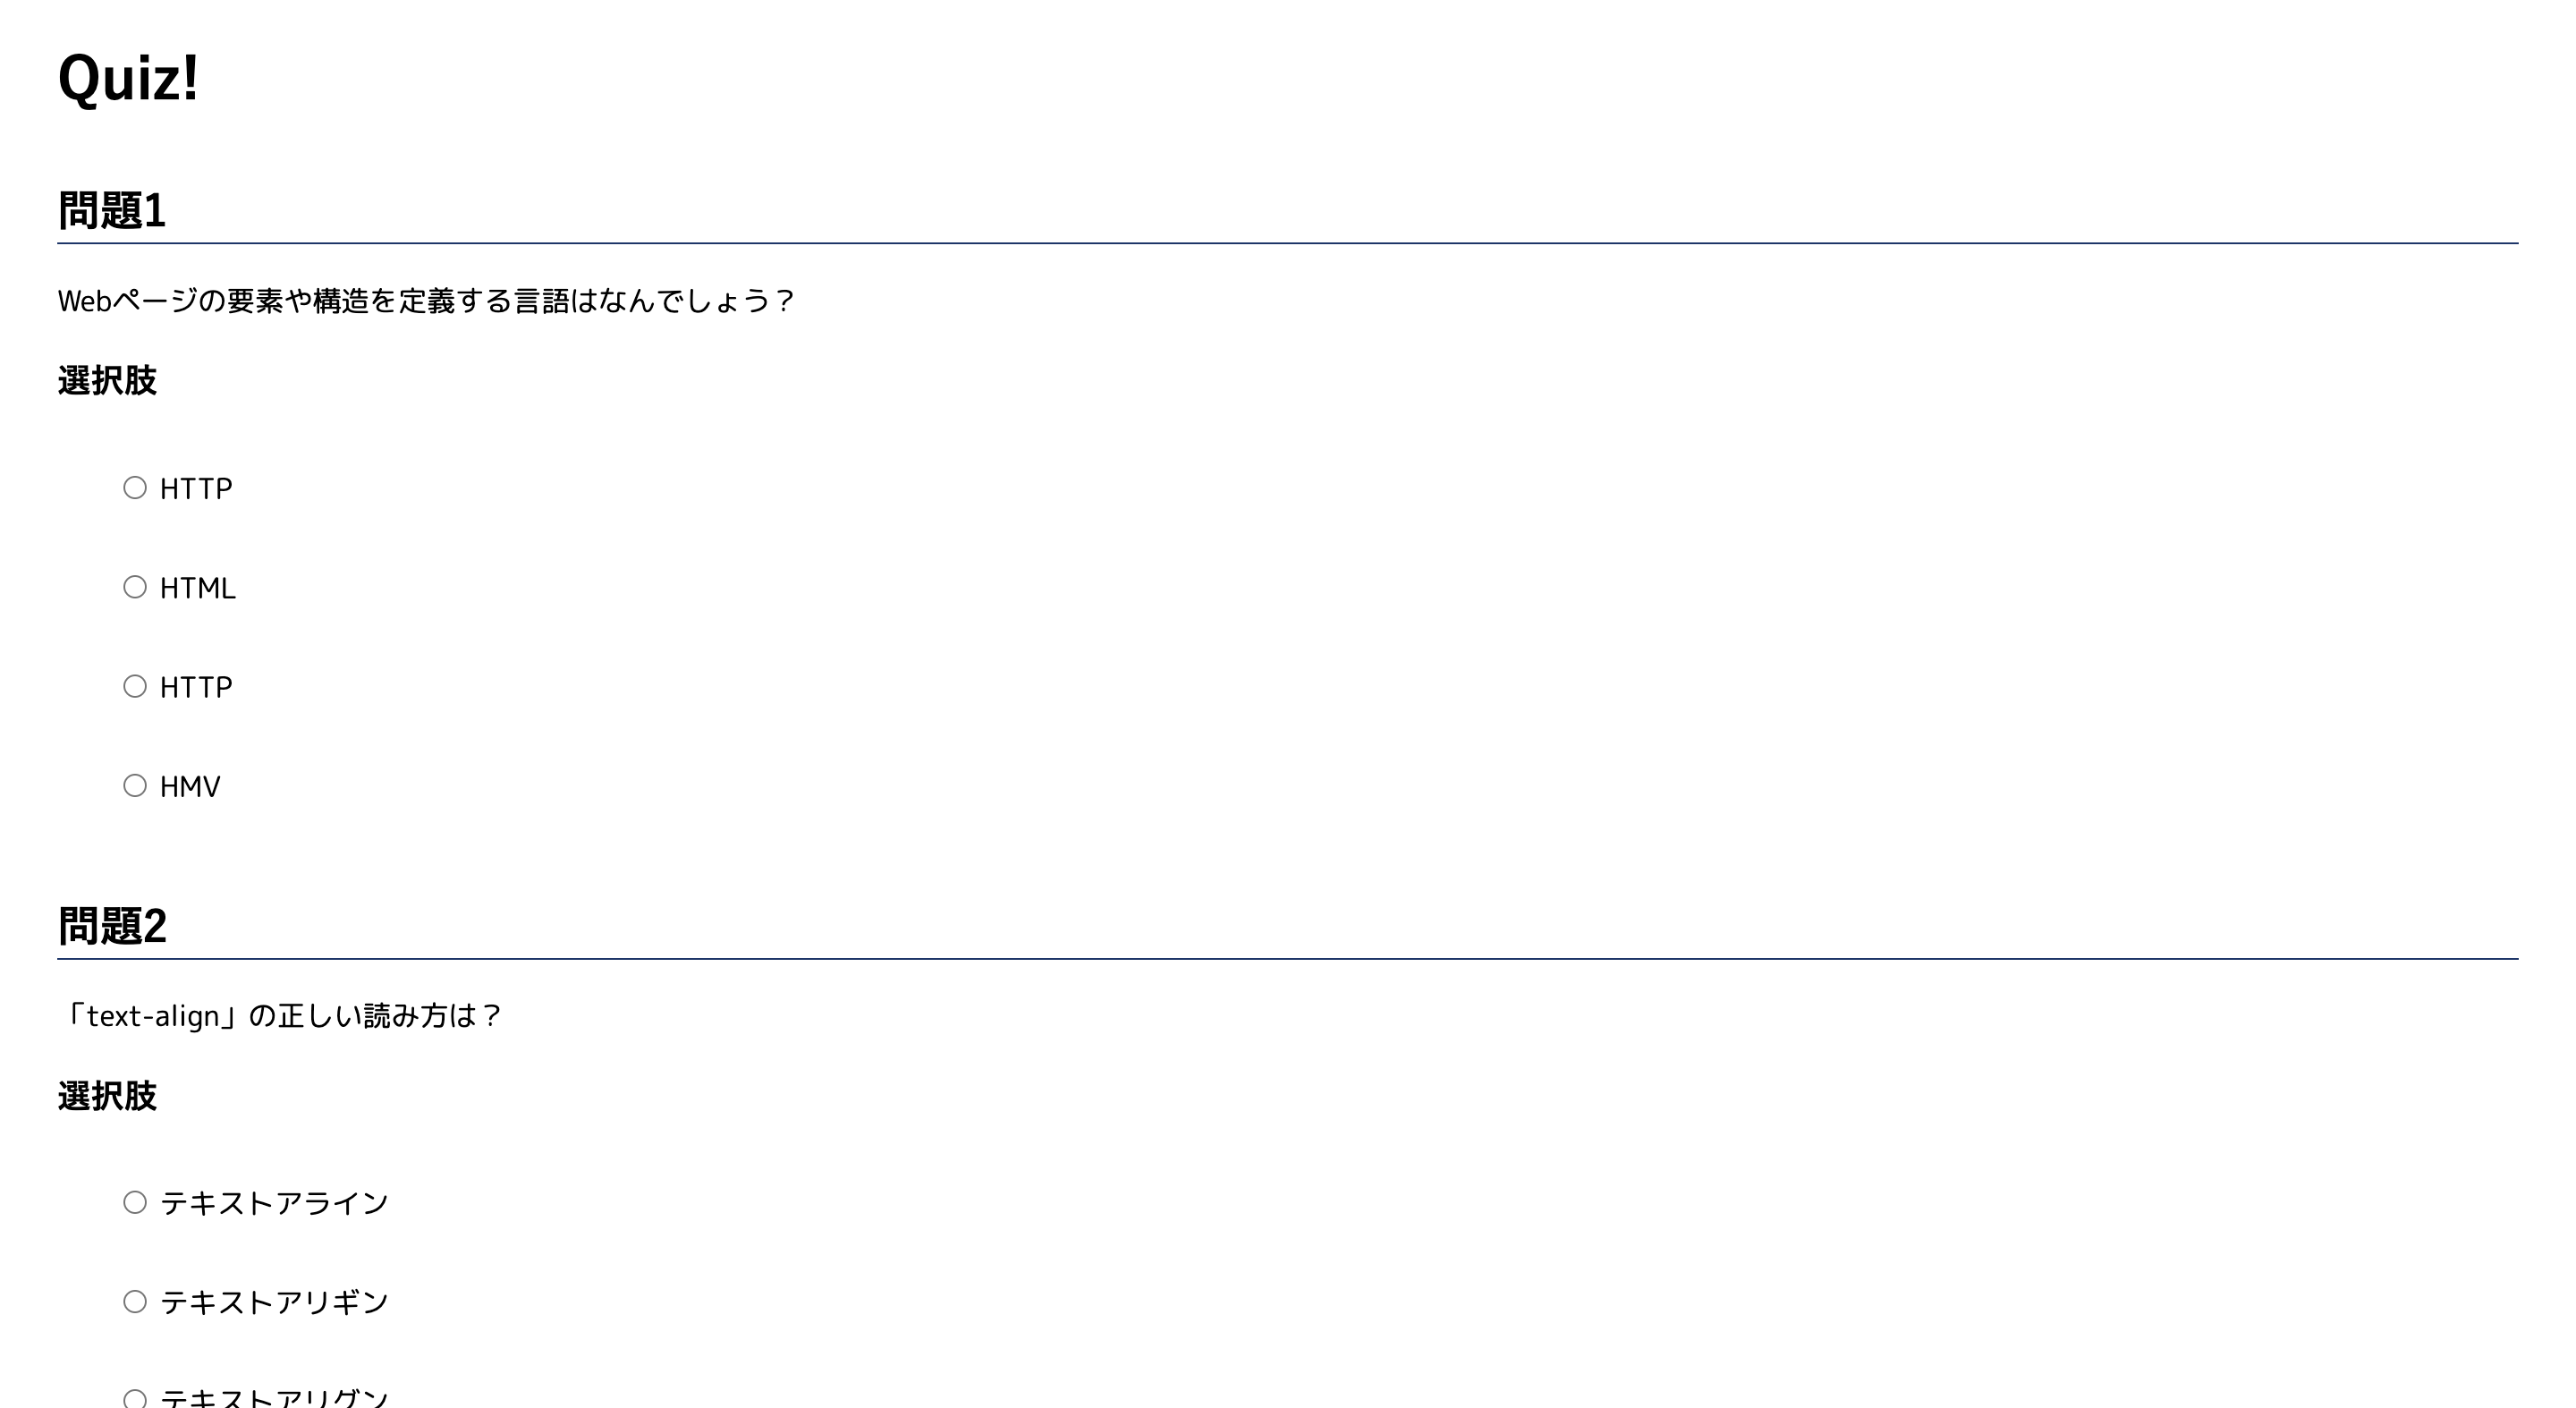 Quiz!
問題1
Webページの要素や構造を定義する言語はなんでしょう？
選択肢
HTTP
HTML
HTTP
HMV
問題2
「text-align」の正しい読み方は？
選択肢
テキストアライン
テキストアリギン
テキストアリグン